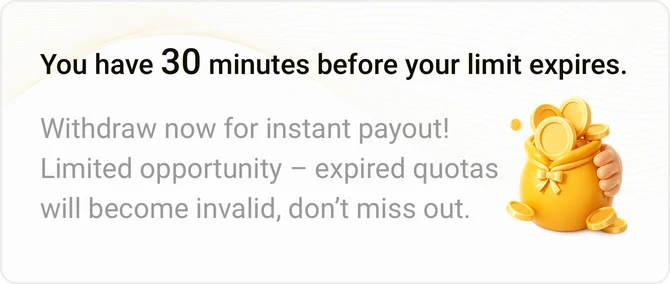 You have 30 minutes before your limit expires.
Withdraw now for instant payout!
Limited opportunity – expired quotas
will become invalid, don’t miss out.